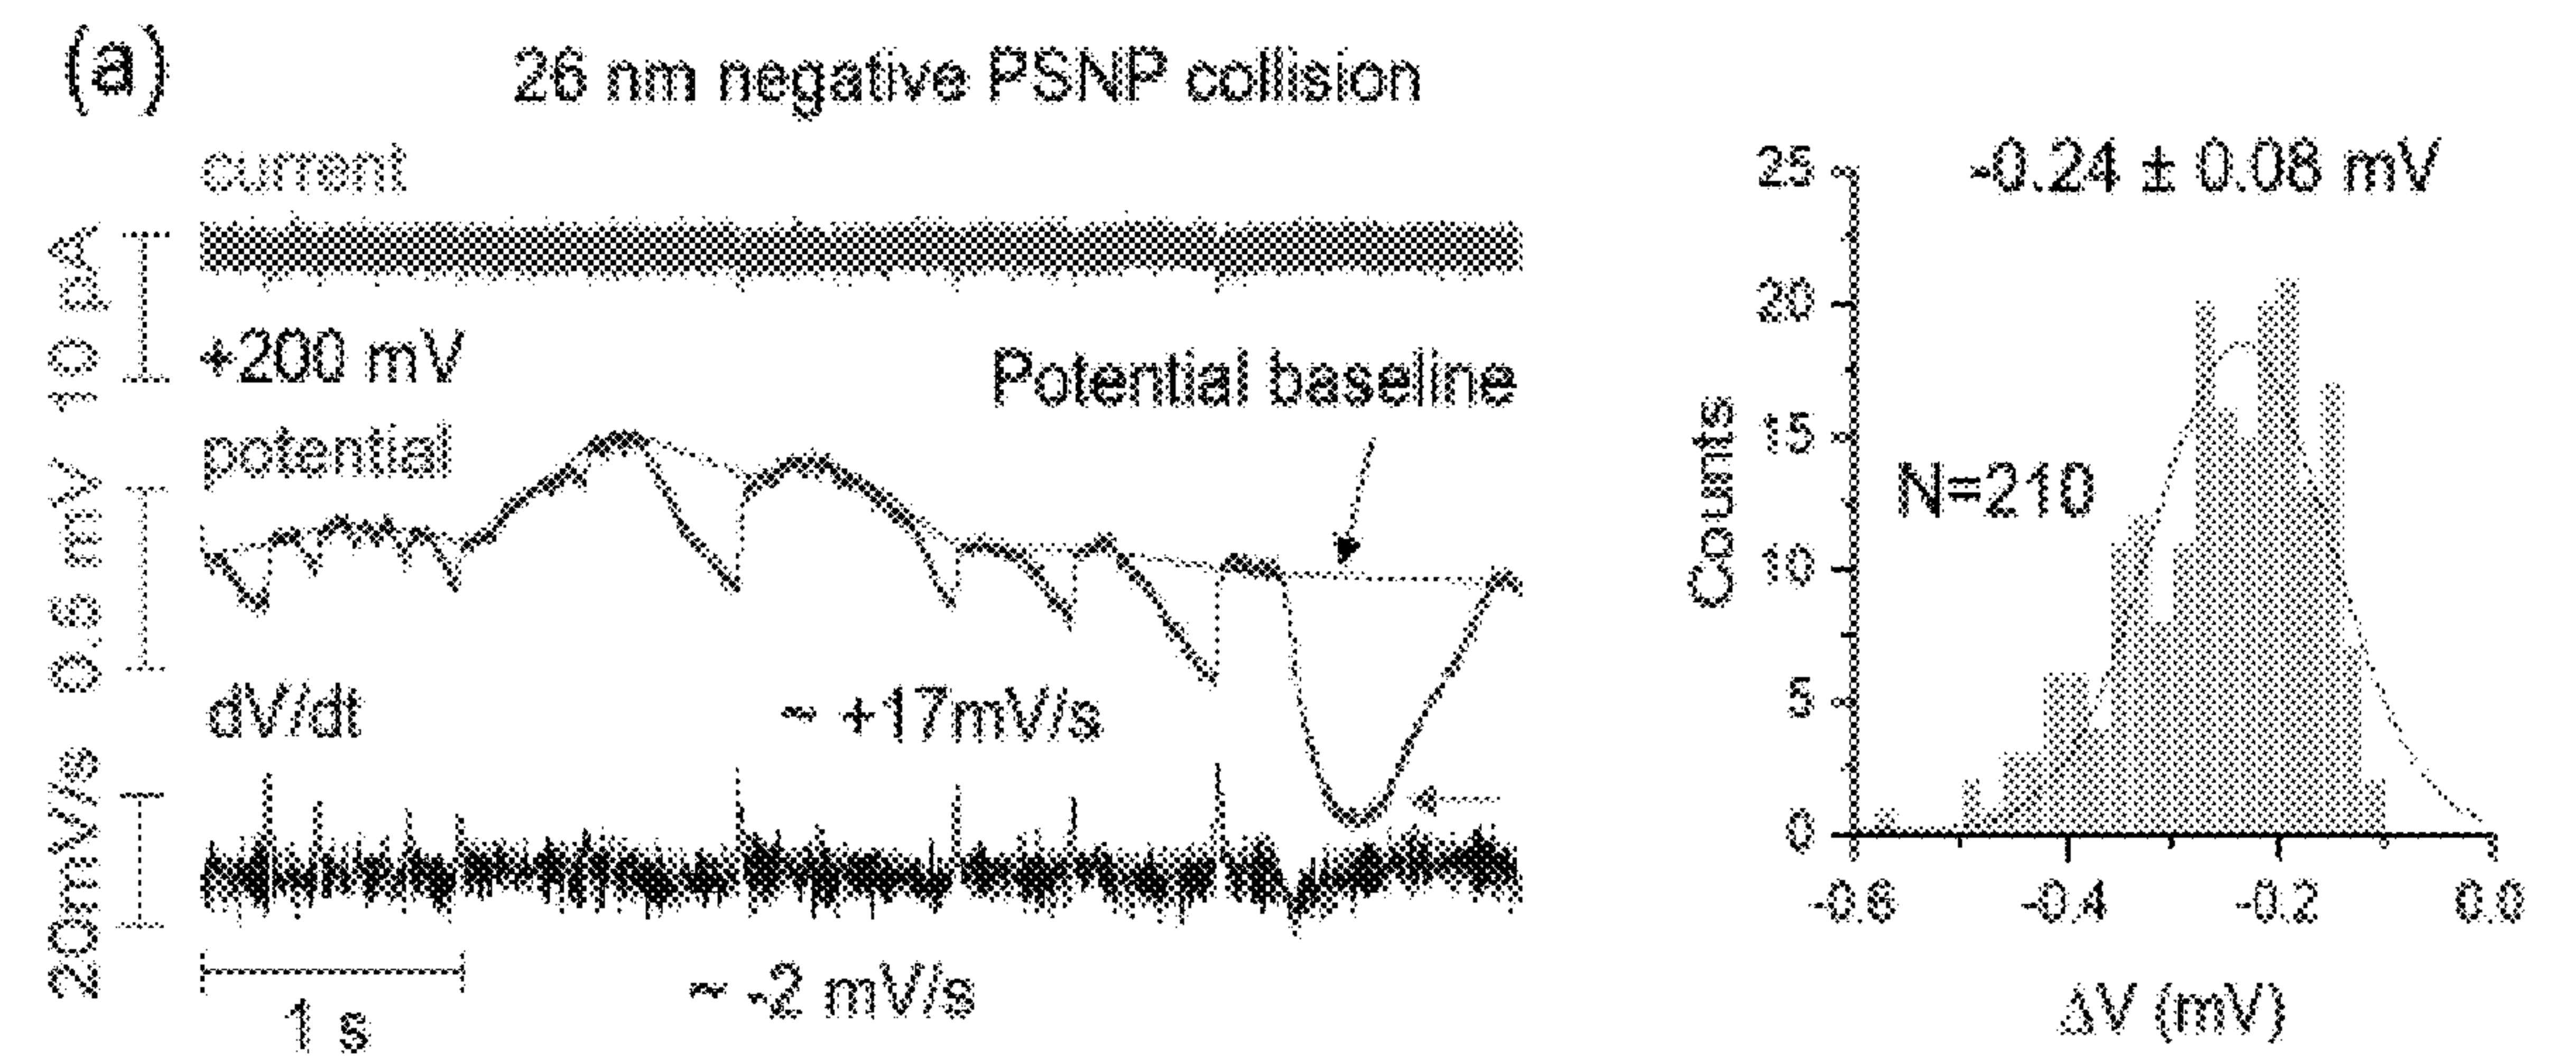 (a)
26 nm negative PSNP collision
current
10 pA
+200 mV
Potential baseline
potential
0.6 mV
dV/dt
~ +17mV/s
20mV/s
1 s
~ -2 mV/s
-0.24 ± 0.08 mV
N=210
Counts
25
20
15
10
5
0
-0.6
-0.4
-0.2
0.0
ΔV (mV)